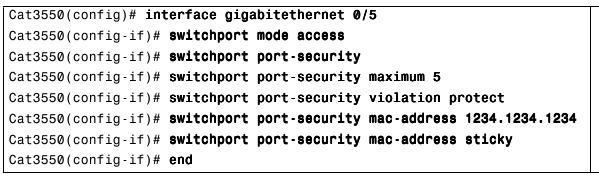 Cat3550(config)# interface gigabitethernet 0/5
Cat3550(config-if)# switchport mode access
Cat3550(config-if)# switchport port-security
Cat3550(config-if)# switchport port-security maximum 5
Cat3550(config-if)# switchport port-security violation protect
Cat3550(config-if)# switchport port-security mac-address 1234.1234.1234
Cat3550(config-if)# switchport port-security mac-address sticky
Cat3550(config-if)# end